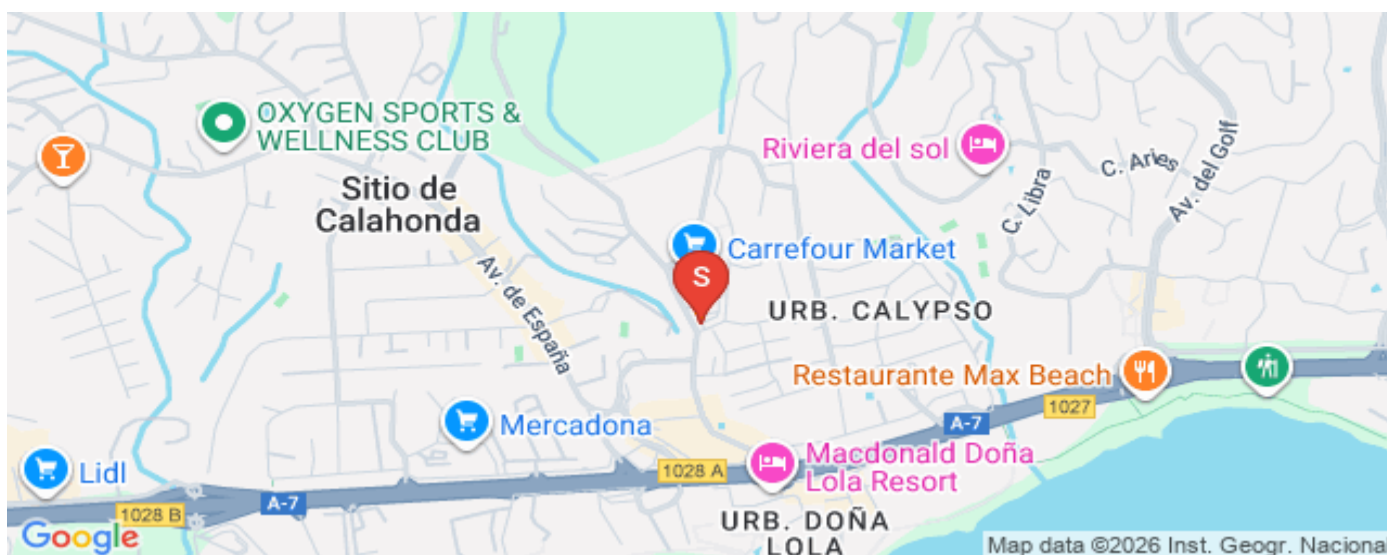 OXYGEN SPORTS &
WELLNESS CLUB
Riviera del sol
C. Aries
Av. del Golf
C. Libra
Sitio de
Calahonda
Carrefour Market
S
Av. de España
URB. CALYPSO
Restaurante Max Beach
1027
A-7
Mercadona
Macdonald Doña
Lola Resort
1028 A
Lidl
A-7
1028 B
URB. DOÑA
LOLA
Google
Map data ©2026 Inst. Geogr. Naciona